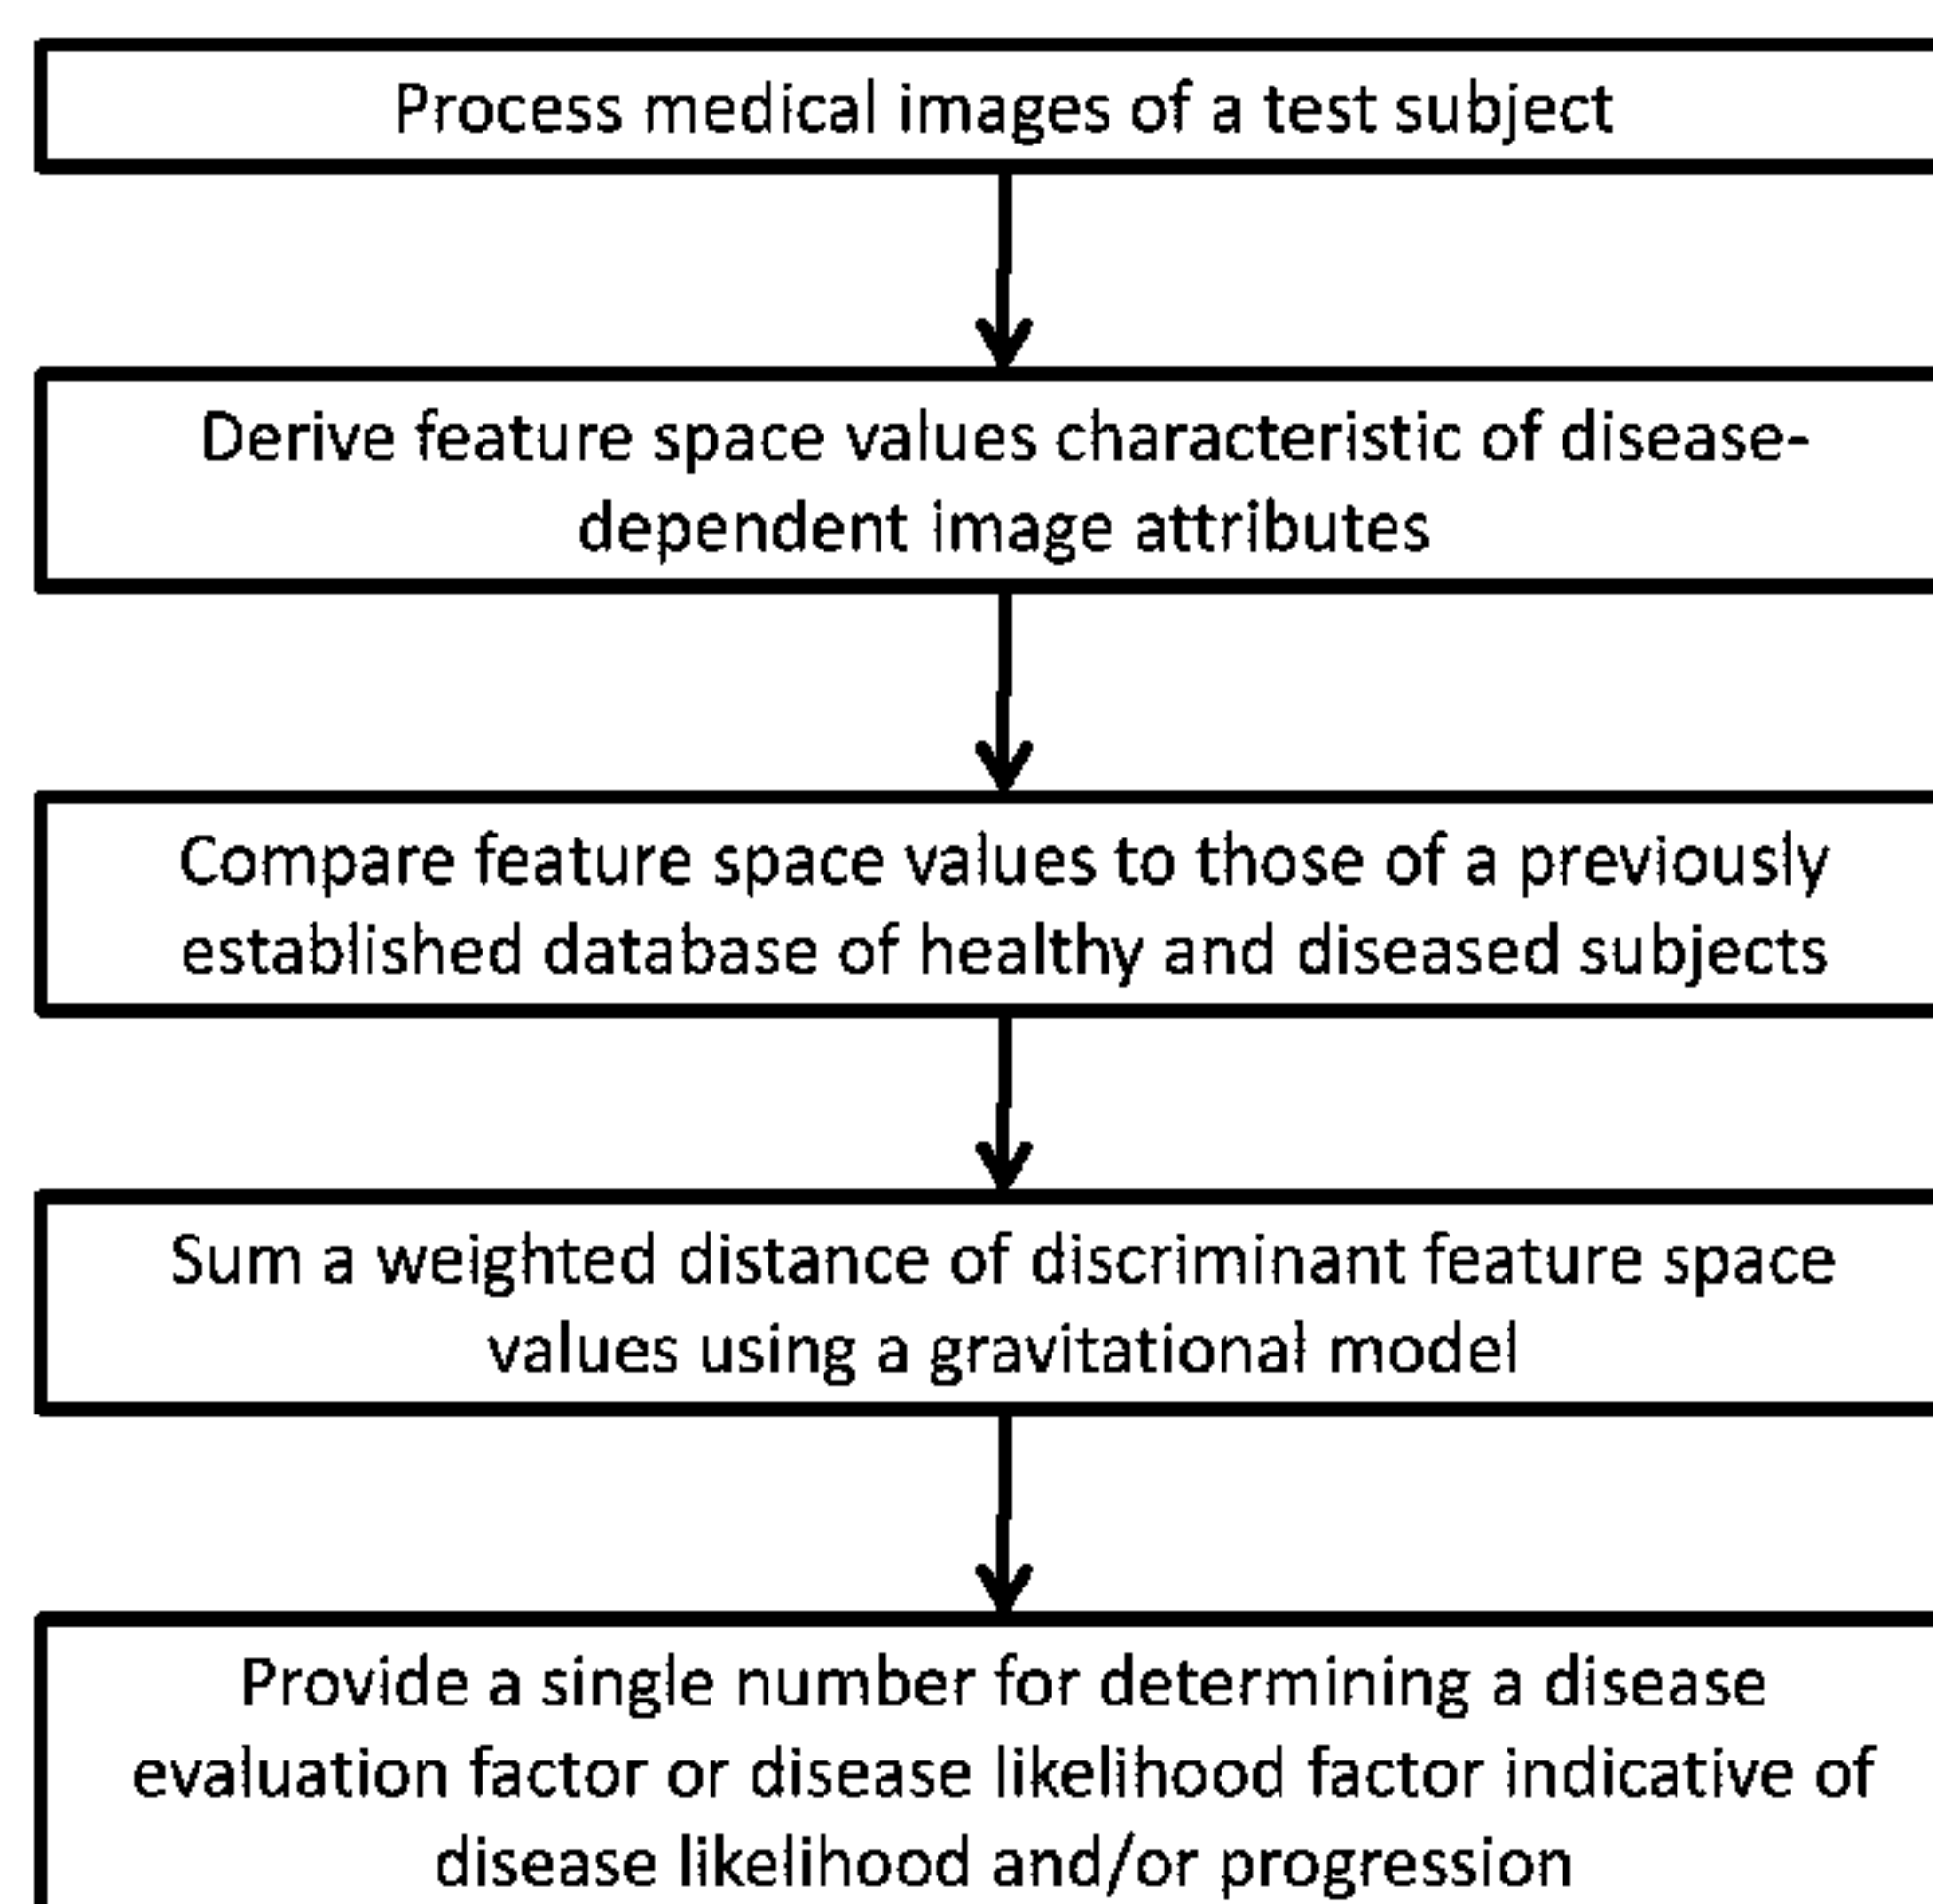 Process medical images of a test subject
Derive feature space values characteristic of disease-
dependent image attributes
Compare feature space values to those of a previously
established database of healthy and diseased subjects
Sum a weighted distance of discriminant feature space
values using a gravitational model
Provide a single number for determining a disease
evaluation factor or disease likelihood factor indicative of
disease likelihood and/or progression